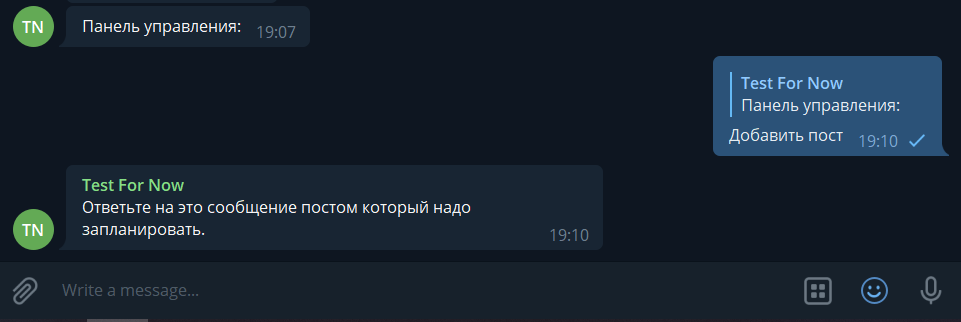 TN
Панель управления:
19:07
Test For Now
Панель управления:
Добавить пост
19:10
Test For Now
Ответьте на это сообщение постом который надо
запланировать.
19:10
TN
Write a message...